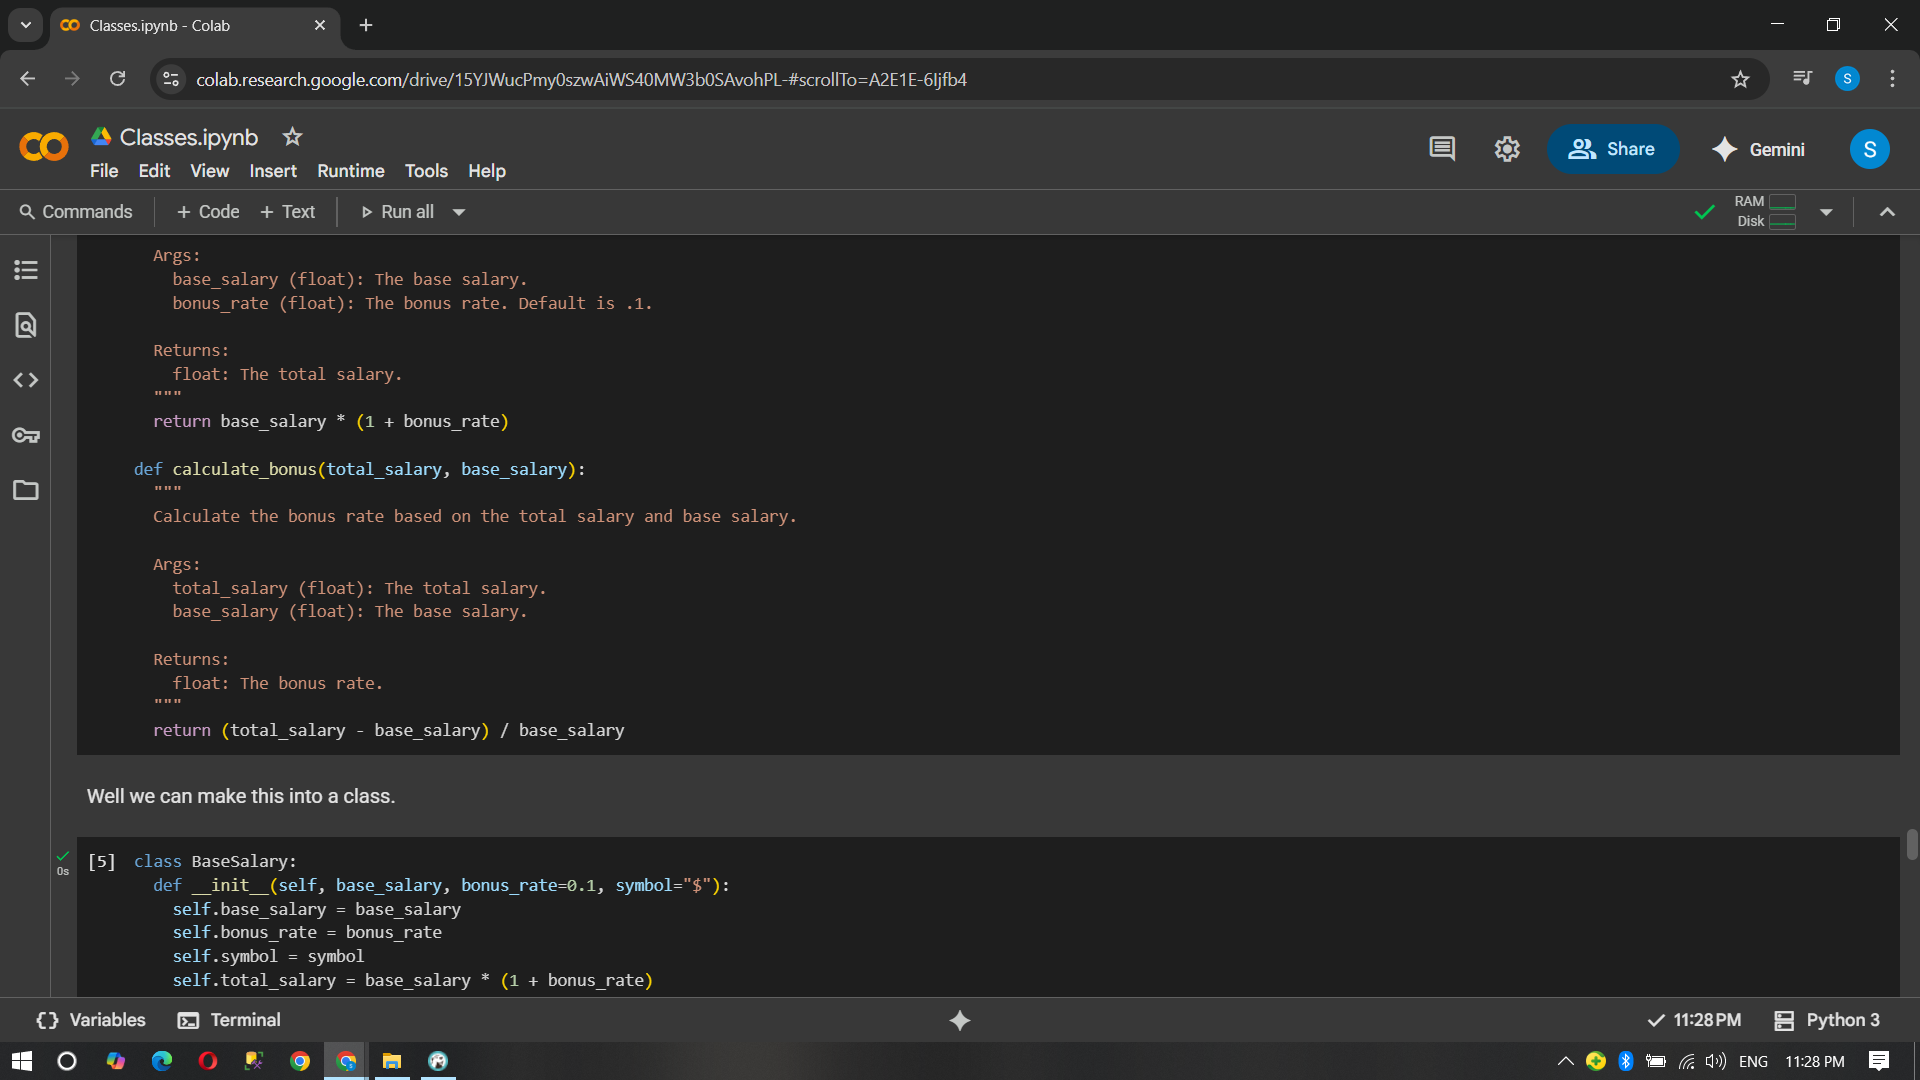 Classes.ipynb - Colab
colab.research.google.com/drive/15YJWucPmy0szwAiWS40MW3b0SAvohPL-#scrollTo=A2E1E-6Ijfb4
S
Classes.ipynb
File Edit View Insert Runtime Tools Help
Share
Gemini
S
Commands + Code + Text Run all
RAM
Disk
Args:
base_salary (float): The base salary.
bonus_rate (float): The bonus rate. Default is .1.
Returns:
float: The total salary.
"""
return base_salary * (1 + bonus_rate)
def calculate_bonus(total_salary, base_salary):
"""
Calculate the bonus rate based on the total salary and base salary.
Args:
total_salary (float): The total salary.
base_salary (float): The base salary.
Returns:
float: The bonus rate.
"""
return (total_salary - base_salary) / base_salary
Well we can make this into a class.
[5] class BaseSalary:
0s
def __init__(self, base_salary, bonus_rate=0.1, symbol="$"):
self.base_salary = base_salary
self.bonus_rate = bonus_rate
self.symbol = symbol
self.total_salary = base_salary * (1 + bonus_rate)
{} Variables Terminal
11:28 PM Python 3
ENG 11:28 PM